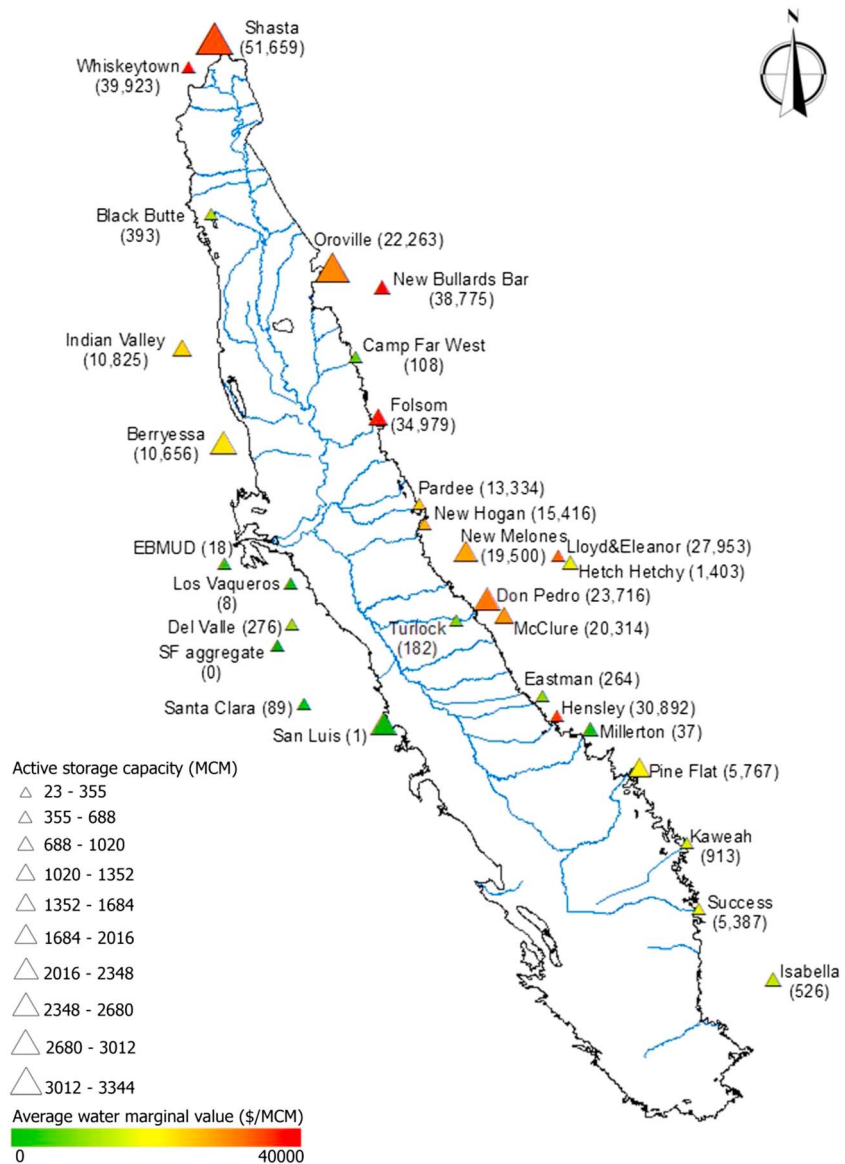 N
Shasta
(51,659)
Whiskeytown
(39,923)
Black Butte
(393)
Oroville (22,263)
New Bullards Bar
(38,775)
Indian Valley
(10,825)
Camp Far West
(108)
Folsom
(34,979)
Berryessa
(10,656)
Pardee (13,334)
New Hogan (15,416)
New Melones
(19,500)
Lloyd&Eleanor (27,953)
Hetch Hetchy (1,403)
EBMUD (18)
Los Vaqueros
(8)
Don Pedro (23,716)
McClure (20,314)
Del Valle (276)
Turlock
(182)
SF aggregate
(0)
Eastman (264)
Santa Clara (89)
Hensley (30,892)
San Luis (1)
Millerton (37)
Pine Flat (5,767)
Kaweah
(913)
Success
(5,387)
Isabella
(526)
Active storage capacity (MCM)
23 - 355
355 - 688
688 - 1020
1020 - 1352
1352 - 1684
1684 - 2016
2016 - 2348
2348 - 2680
2680 - 3012
3012 - 3344
Average water marginal value ($/MCM)
0 40000